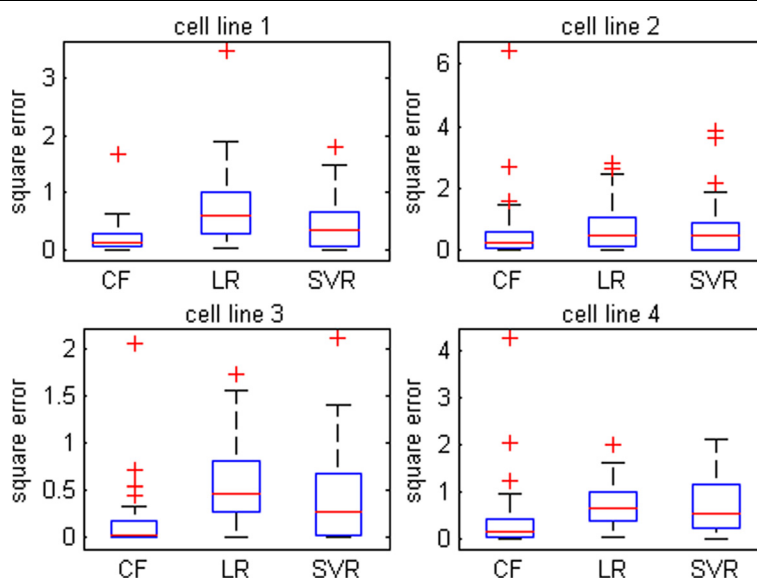 cell line 1
square error
3
2
1
0
CF LR SVR
cell line 2
square error
6
4
2
0
CF LR SVR
cell line 3
square error
2
1.5
1
0.5
0
CF LR SVR
cell line 4
square error
4
3
2
1
0
CF LR SVR